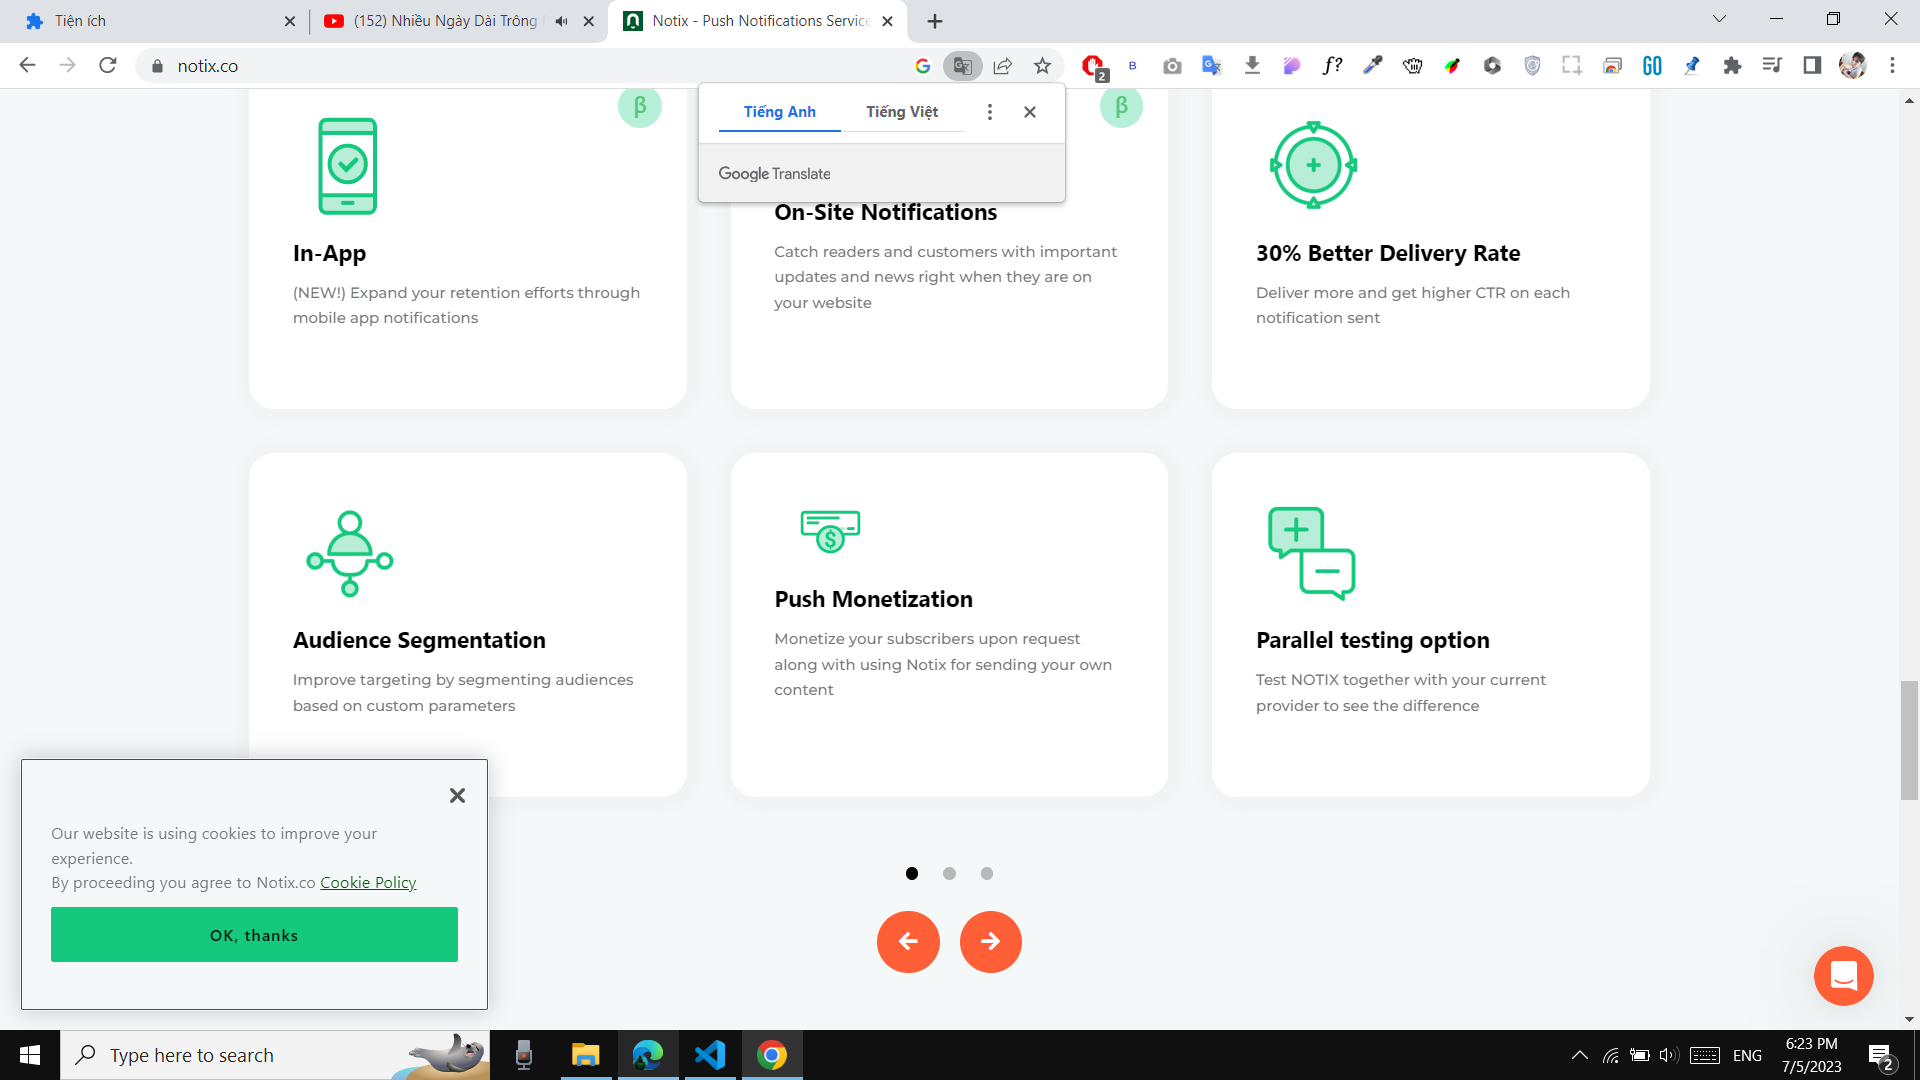 Tiện ích
(152) Nhiều Ngày Dài Trông
Notix - Push Notifications Service
notix.co
2
B
f?
GO
Tiếng Anh
Tiếng Việt
Google Translate
β
β
In-App
(NEW!) Expand your retention efforts through
mobile app notifications
On-Site Notifications
Catch readers and customers with important
updates and news right when they are on
your website
30% Better Delivery Rate
Deliver more and get higher CTR on each
notification sent
Audience Segmentation
Improve targeting by segmenting audiences
based on custom parameters
Push Monetization
Monetize your subscribers upon request
along with using Notix for sending your own
content
Parallel testing option
Test NOTIX together with your current
provider to see the difference
Our website is using cookies to improve your
experience.
By proceeding you agree to Notix.co Cookie Policy
OK, thanks
Type here to search
ENG
6:23 PM
7/5/2023
2